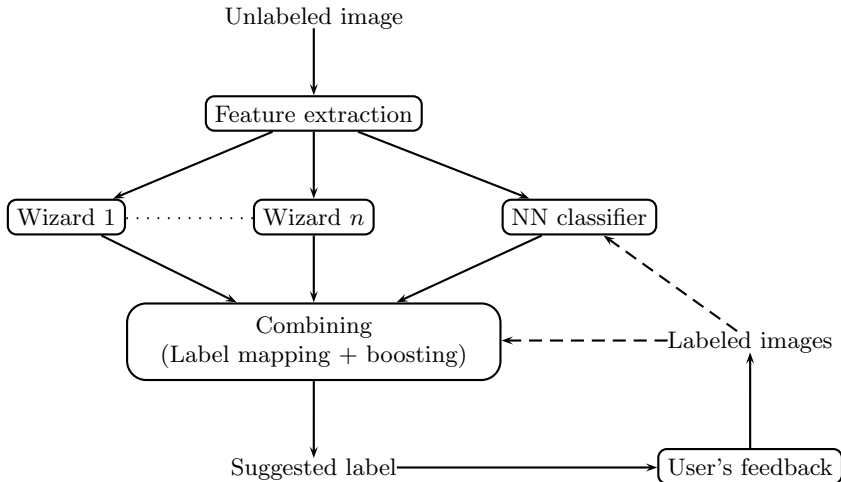 Unlabeled image
Feature extraction
Wizard 1
Wizard n
NN classifier
Combining
(Label mapping + boosting)
Labeled images
Suggested label
User's feedback